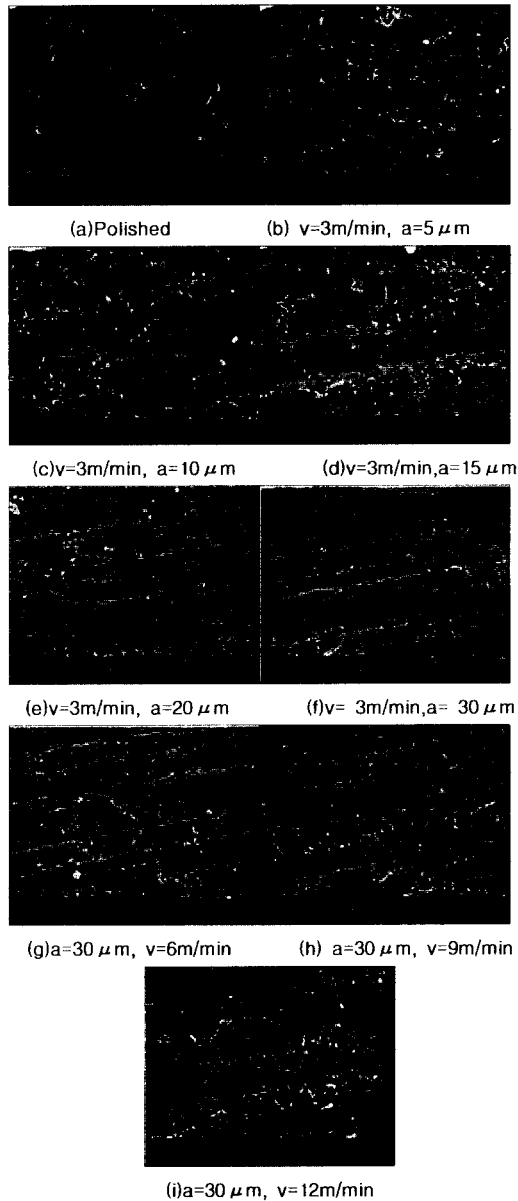 (a)Polished
(b) v=3m/min, a=5 μm
(c)v=3m/min, a=10 μm
(d)v=3m/min,a=15 μm
(e)v=3m/min, a=20 μm
(f)v= 3m/min,a= 30 μm
(g)a=30 μm, v=6m/min
(h) a=30 μm, v=9m/min
(i)a=30 μm, v=12m/min